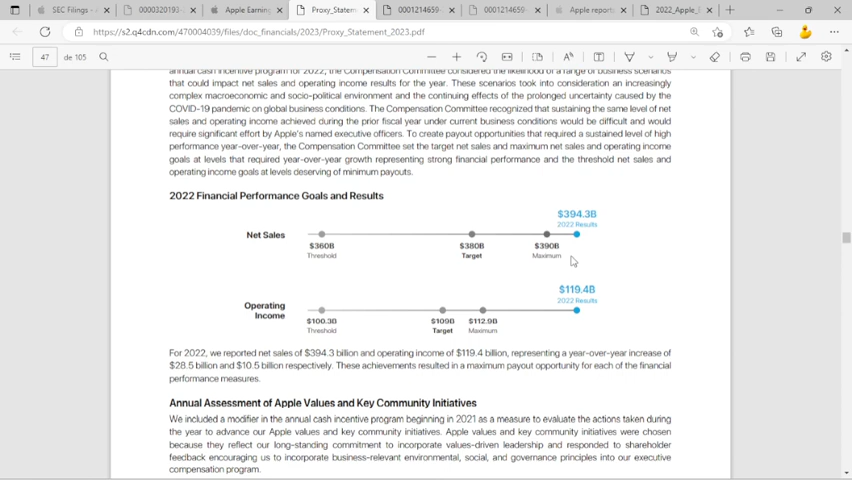 SEC Filings -
0000320193-
Apple Earnin
Proxy_Statem
0001214659-
0001214659-
Apple report
2022_Apple_
https://s2.q4cdn.com/470004039/files/doc_financials/2023/Proxy_Statement_2023.pdf
47 de 105
annual cash incentive program for 2022, the Compensation Committee considered the likelihood of a range of business scenarios
that could impact net sales and operating income results for the year. These scenarios took into consideration an increasingly
complex macroeconomic and socio-political environment and the continuing effects of the prolonged uncertainty caused by the
COVID-19 pandemic on global business conditions. The Compensation Committee recognized that sustaining the same level of net
sales and operating income achieved during the prior fiscal year under current business conditions would be difficult and would
require significant effort by Apple's named executive officers. To create payout opportunities that required a sustained level of high
performance year-over-year, the Compensation Committee set the target net sales and maximum net sales and operating income
goals at levels that required year-over-year growth representing strong financial performance and the threshold net sales and
operating income goals at levels deserving of minimum payouts.
2022 Financial Performance Goals and Results
$394.3B
2022 Results
Net Sales
$360B $380B $390B
Threshold Target Maximum
$119.4B
2022 Results
Operating
Income
$100.3B $109B $112.9B
Threshold Target Maximum
For 2022, we reported net sales of $394.3 billion and operating income of $119.4 billion, representing a year-over-year increase of
$28.5 billion and $10.5 billion respectively. These achievements resulted in a maximum payout opportunity for each of the financial
performance measures.
Annual Assessment of Apple Values and Key Community Initiatives
We included a modifier in the annual cash incentive program beginning in 2021 as a measure to evaluate the actions taken during
the year to advance our Apple values and key community initiatives. Apple values and key community initiatives were chosen
because they reflect our long-standing commitment to incorporate values-driven leadership and responded to shareholder
feedback encouraging us to incorporate business-relevant environmental, social, and governance principles into our executive
compensation program.